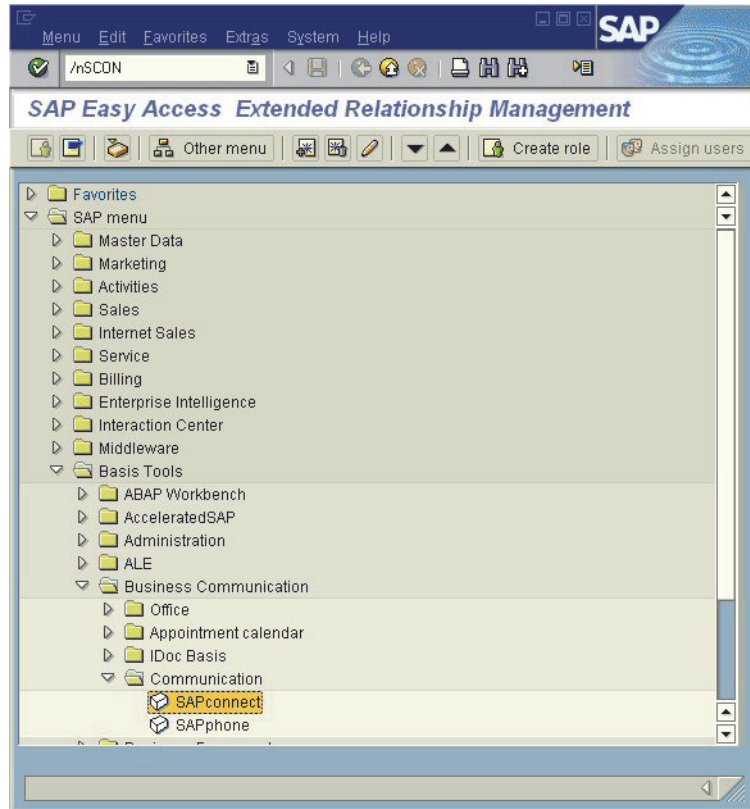 Menu Edit Favorites Extras System Help
SAP
/nSCON
SAP Easy Access Extended Relationship Management
Other menu Create role Assign users
Favorites
SAP menu
Master Data
Marketing
Activities
Sales
Internet Sales
Service
Billing
Enterprise Intelligence
Interaction Center
Middleware
Basis Tools
ABAP Workbench
AcceleratedSAP
Administration
ALE
Business Communication
Office
Appointment calendar
IDoc Basis
Communication
SAPconnect
SAPphone